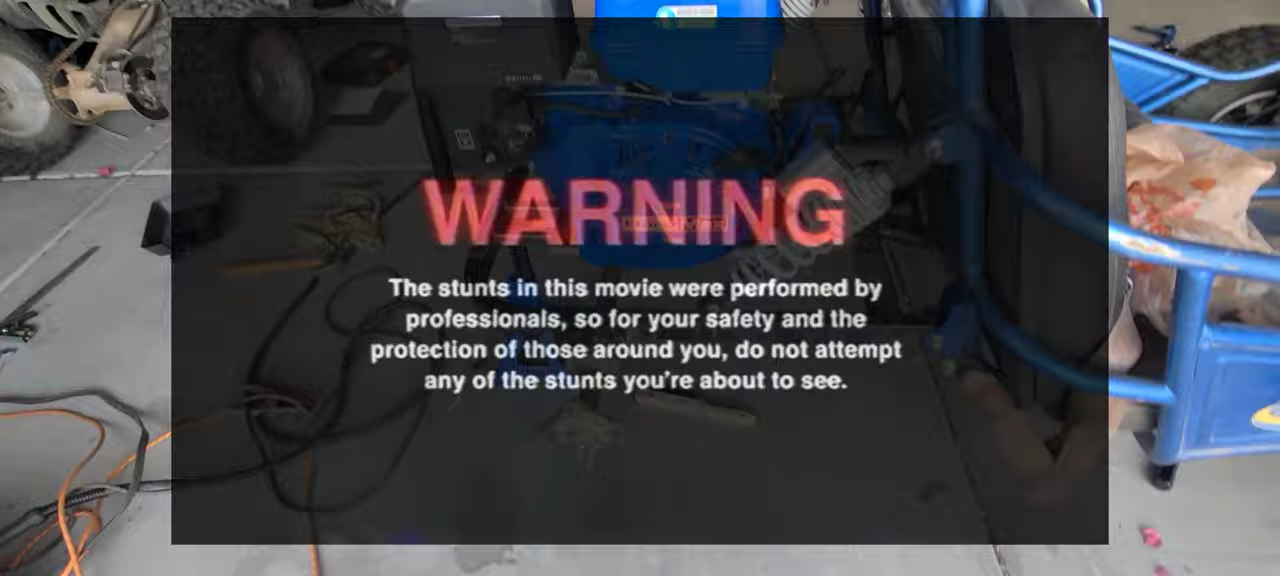 WARNING
The stunts in this movie were performed by
professionals, so for your safety and the
protection of those around you, do not attempt
any of the stunts you're about to see.